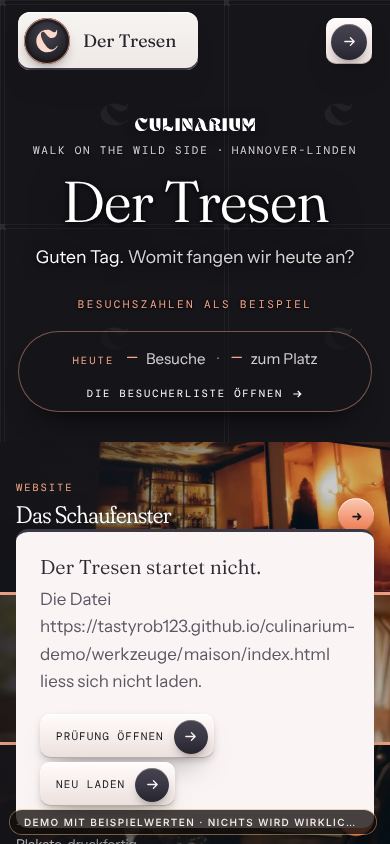 Der Tresen
CULINARIUM
WALK ON THE WILD SIDE · HANNOVER-LINDEN
Der Tresen
Guten Tag. Womit fangen wir heute an?
BESUCHSZAHLEN ALS BEISPIEL
HEUTE – Besuche · – zum Platz
DIE BESUCHERLISTE ÖFFNEN →
WEBSITE
Das Schaufenster
Der Tresen startet nicht.
Die Datei
https://tastyrob123.github.io/culinarium-
demo/werkzeuge/maison/index.html
liess sich nicht laden.
PRÜFUNG ÖFFNEN
NEU LADEN
DEMO MIT BEISPIELWERTEN · NICHTS WIRD WIRKLIC…